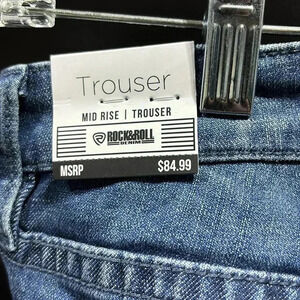 Trouser
MID RISE | TROUSER
ROCK&ROLL
DENIM
MSRP $84.99